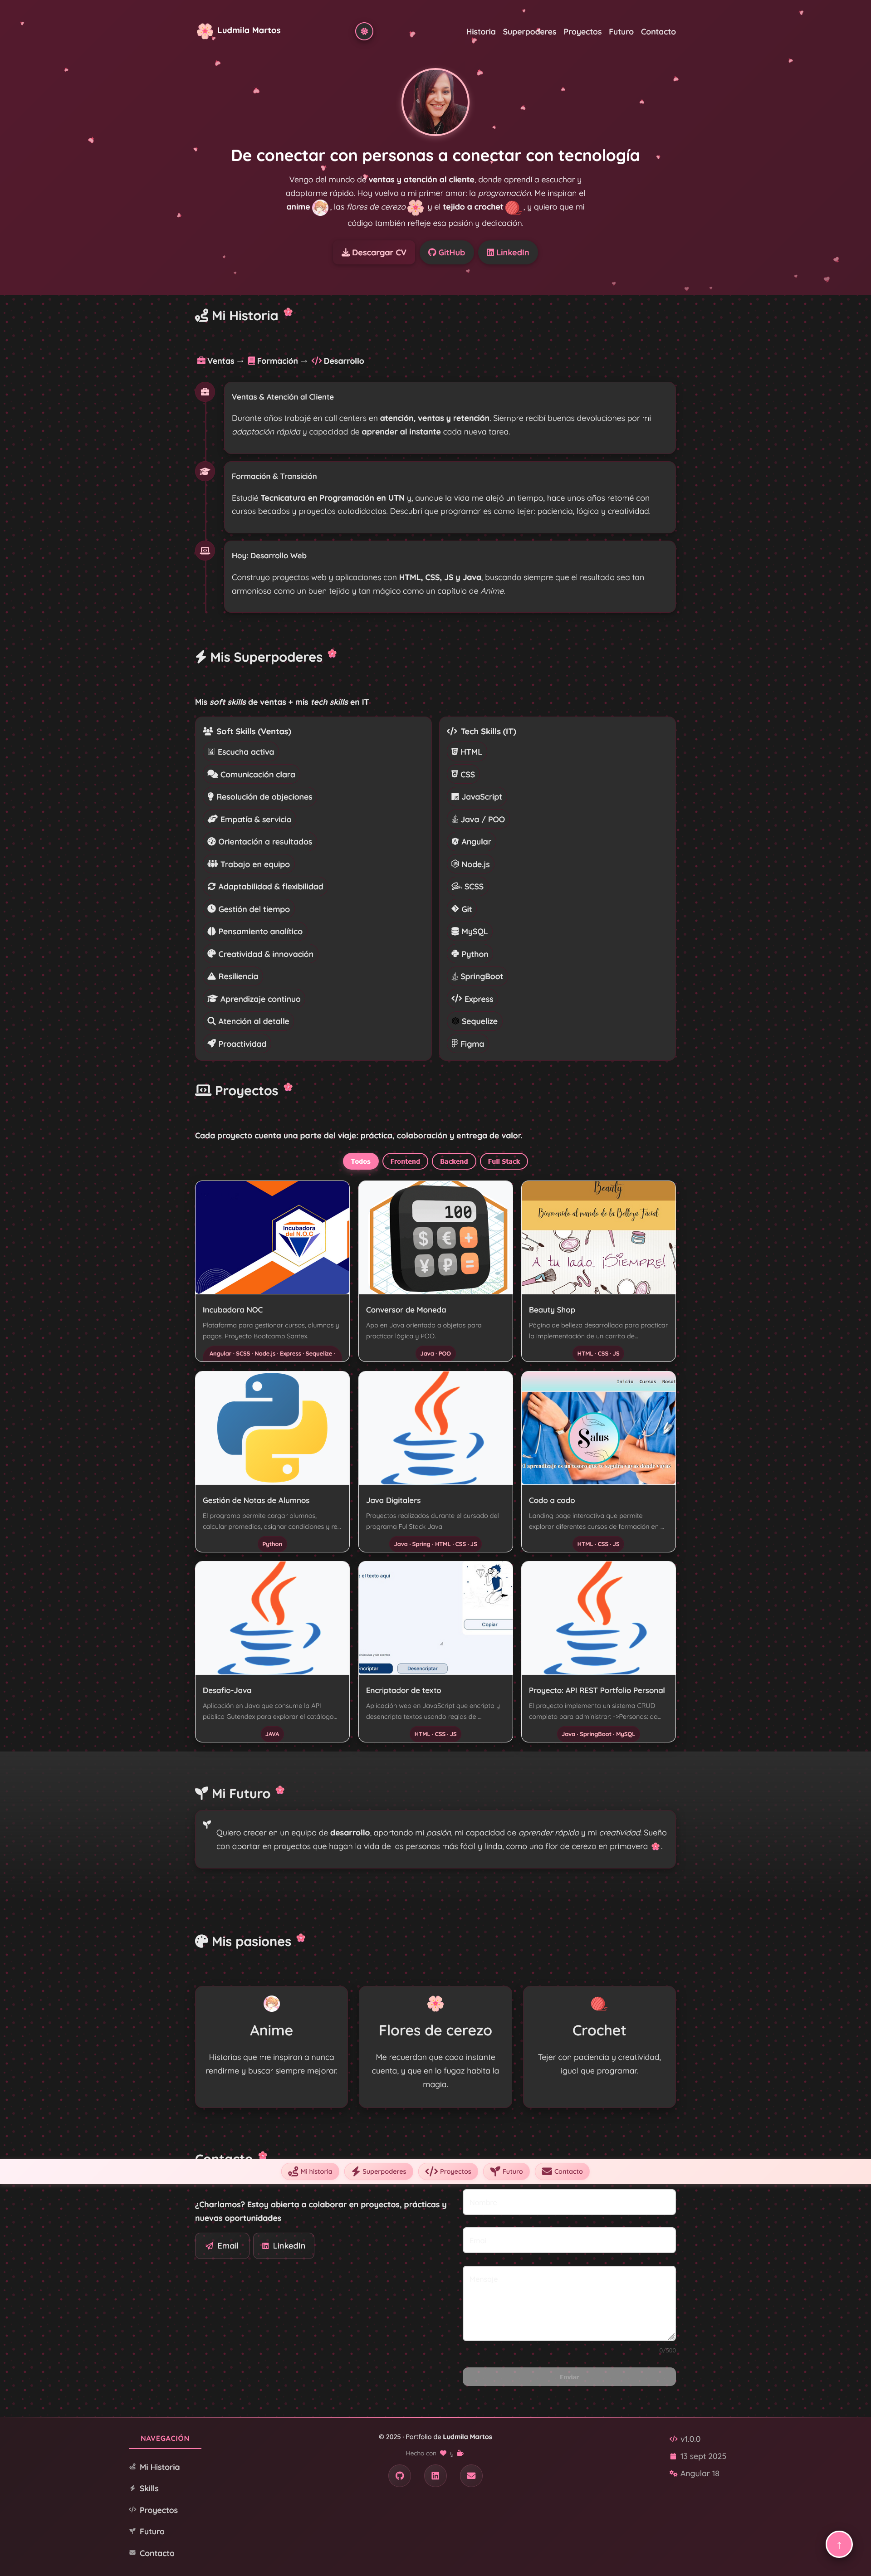 Ludmila Martos
Historia Superpoderes Proyectos Futuro Contacto
De conectar con personas a conectar con tecnología
Vengo del mundo de ventas y atención al cliente, donde aprendí a escuchar y
adaptarme rápido. Hoy vuelvo a mi primer amor: la programación. Me inspiran el
anime , las flores de cerezo y el tejido a crochet , y quiero que mi
código también refleje esa pasión y dedicación.
Descargar CV GitHub LinkedIn
Mi Historia
Ventas → Formación → Desarrollo
Ventas & Atención al Cliente
Durante años trabajé en call centers en atención, ventas y retención. Siempre recibí buenas devoluciones por mi
adaptación rápida y capacidad de aprender al instante cada nueva tarea.
Formación & Transición
Estudié Tecnicatura en Programación en UTN y, aunque la vida me alejó un tiempo, hace unos años retomé con
cursos becados y proyectos autodidactas. Descubrí que programar es como tejer: paciencia, lógica y creatividad.
Hoy: Desarrollo Web
Construyo proyectos web y aplicaciones con HTML, CSS, JS y Java, buscando siempre que el resultado sea tan
armonioso como un buen tejido y tan mágico como un capítulo de Anime.
Mis Superpoderes
Mis soft skills de ventas + mis tech skills en IT
Soft Skills (Ventas)
Escucha activa
Comunicación clara
Resolución de objeciones
Empatía & servicio
Orientación a resultados
Trabajo en equipo
Adaptabilidad & flexibilidad
Gestión del tiempo
Pensamiento analítico
Creatividad & innovación
Resiliencia
Aprendizaje continuo
Atención al detalle
Proactividad
Tech Skills (IT)
HTML
CSS
JavaScript
Java / POO
Angular
Node.js
SCSS
Git
MySQL
Python
SpringBoot
Express
Sequelize
Figma
Proyectos
Cada proyecto cuenta una parte del viaje: práctica, colaboración y entrega de valor.
Todos Frontend Backend Full Stack
Incubadora
del N.O.C
Incubadora NOC
Plataforma para gestionar cursos, alumnos y
pagos. Proyecto Bootcamp Santex.
Angular · SCSS · Node.js · Express · Sequelize ·
100
$ € +
¥ ₽ =
Conversor de Moneda
App en Java orientada a objetos para
practicar lógica y POO.
Java · POO
Beauty
Bienvenido al mundo de la Belleza Facial
A tu lado, ¡SIEMPRE!
Beauty Shop
Página de belleza desarrollada para practicar
la implementación de un carrito de...
HTML · CSS · JS
Gestión de Notas de Alumnos
El programa permite cargar alumnos,
calcular promedios, asignar condiciones y re...
Python
Java Digitalers
Proyectos realizados durante el cursado del
programa FullStack Java
Java · Spring · HTML · CSS · JS
Inicio Cursos Nosot
Salus
Codo a codo
Landing page interactiva que permite
explorar diferentes cursos de formación en ...
HTML · CSS · JS
Desafio-Java
Aplicación en Java que consume la API
pública Gutendex para explorar el catálogo...
JAVA
e el texto aquí
Copiar
ncriptar Desencriptar
Encriptador de texto
Aplicación web en JavaScript que encripta y
desencripta textos usando reglas de ...
HTML · CSS · JS
Proyecto: API REST Portfolio Personal
El proyecto implementa un sistema CRUD
completo para administrar: ->Personas: da...
Java · SpringBoot · MySQL
Mi Futuro
Quiero crecer en un equipo de desarrollo, aportando mi pasión, mi capacidad de aprender rápido y mi creatividad. Sueño
con aportar en proyectos que hagan la vida de las personas más fácil y linda, como una flor de cerezo en primavera .
Mis pasiones
Anime
Historias que me inspiran a nunca
rendirme y buscar siempre mejorar.
Flores de cerezo
Me recuerdan que cada instante
cuenta, y que en lo fugaz habita la
magia.
Crochet
Tejer con paciencia y creatividad,
igual que programar.
Contacto
Mi historia Superpoderes Proyectos Futuro Contacto
¿Charlamos? Estoy abierta a colaborar en proyectos, prácticas y
nuevas oportunidades
Email LinkedIn
0/500
Enviar
NAVEGACIÓN
Mi Historia
Skills
Proyectos
Futuro
Contacto
© 2025 · Portfolio de Ludmila Martos
Hecho con y
v1.0.0
13 sept 2025
Angular 18
↑